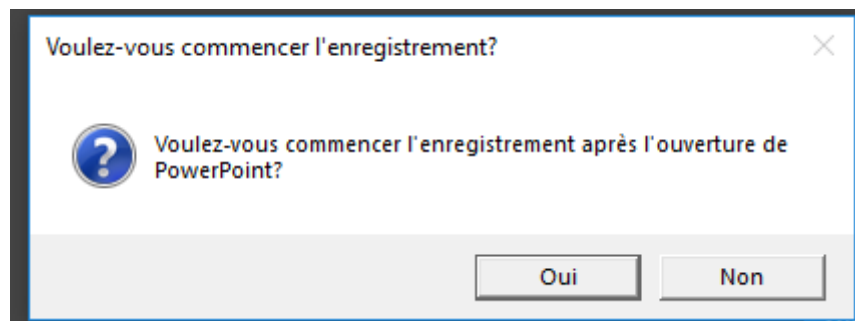 Voulez-vous commencer l'enregistrement?
Voulez-vous commencer l'enregistrement après l'ouverture de
PowerPoint?
Oui
Non